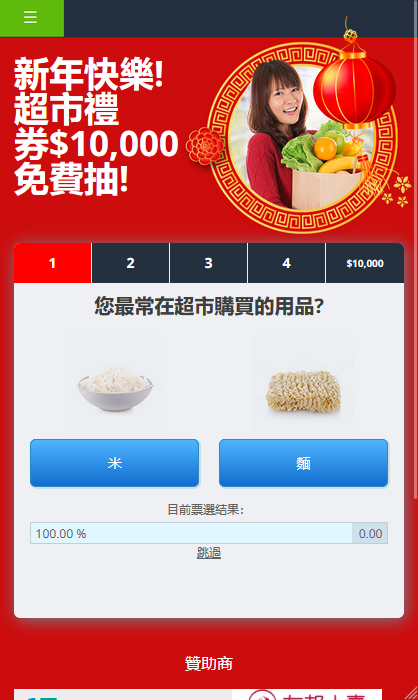 新年快樂!
超市禮
券$10,000
免費抽!
1 2 3 4 $10,000
您最常在超市購買的用品?
米 麵
目前票選結果:
100.00 % 0.00
跳過
贊助商